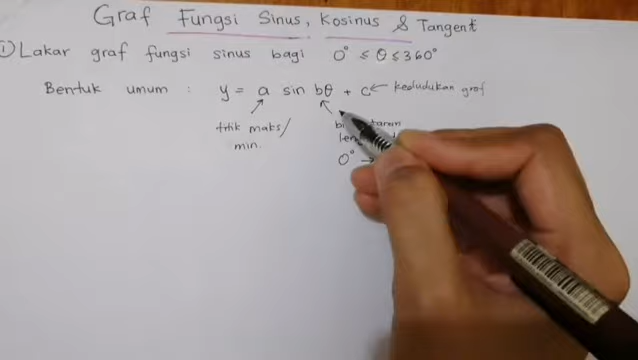 Graf Fungsi Sinus, Kosinus & Tangent
① Lakar graf fungsi sinus bagi 0° ≤ θ ≤ 360°
Bentuk umum : y = a sin bθ + c ← kedudukan graf
titik maks/
min.
0° →